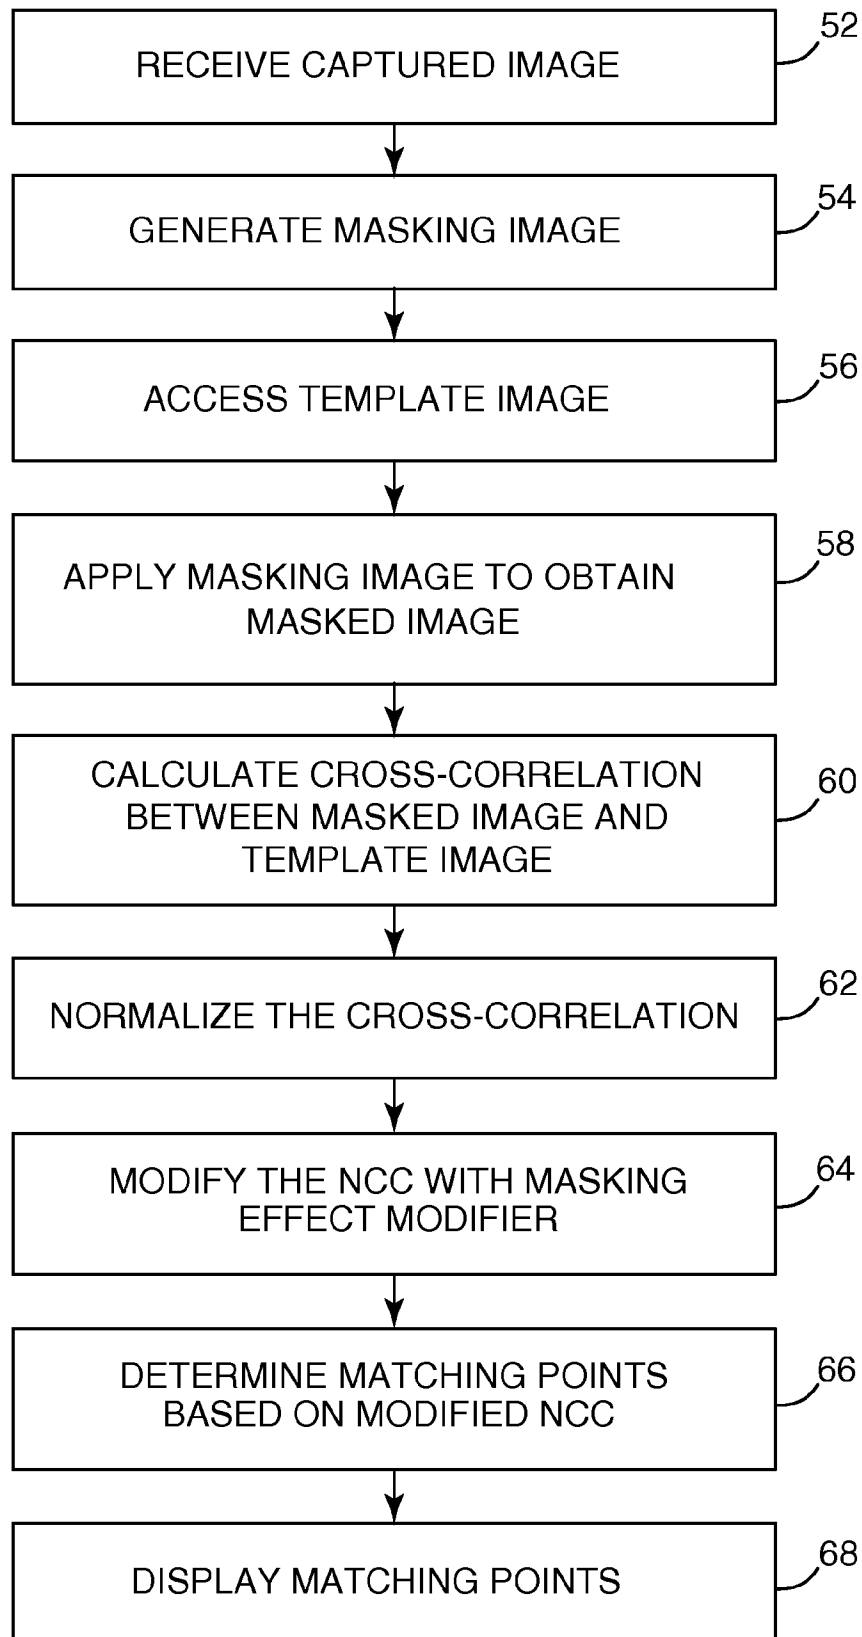 52
RECEIVE CAPTURED IMAGE
54
GENERATE MASKING IMAGE
56
ACCESS TEMPLATE IMAGE
58
APPLY MASKING IMAGE TO OBTAIN
MASKED IMAGE
60
CALCULATE CROSS-CORRELATION
BETWEEN MASKED IMAGE AND
TEMPLATE IMAGE
62
NORMALIZE THE CROSS-CORRELATION
64
MODIFY THE NCC WITH MASKING
EFFECT MODIFIER
66
DETERMINE MATCHING POINTS
BASED ON MODIFIED NCC
68
DISPLAY MATCHING POINTS